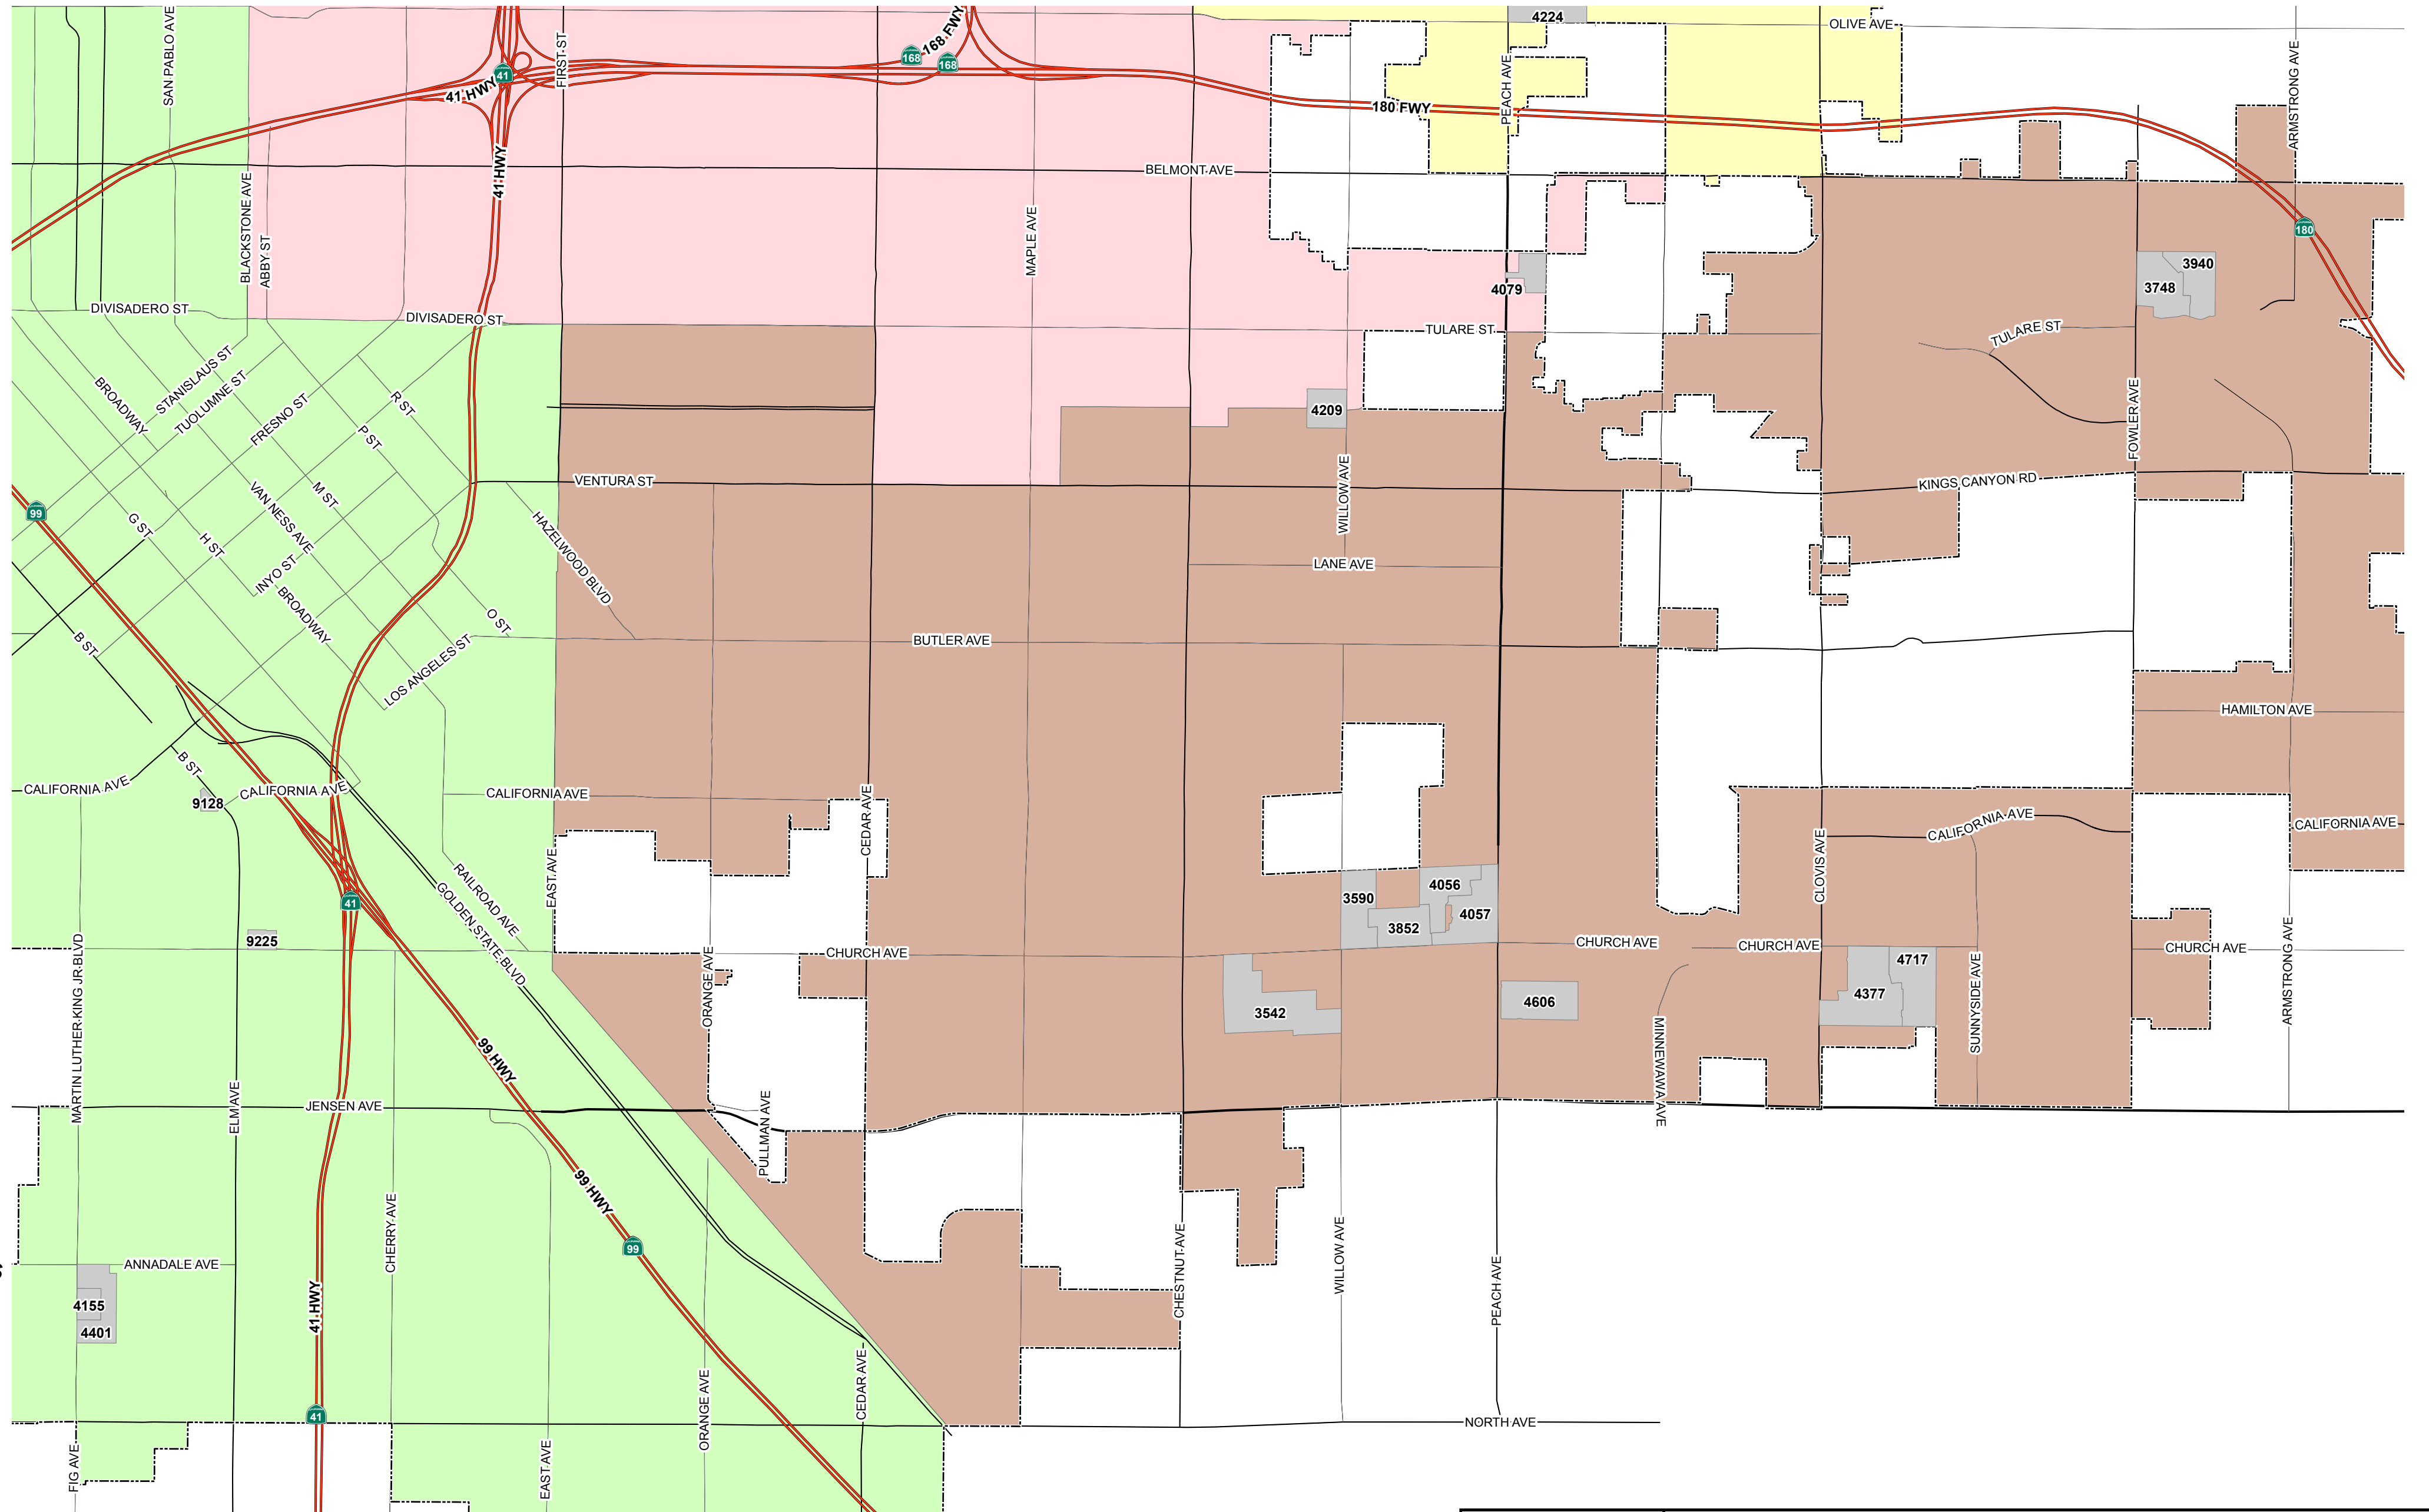 SAN PABLO AVE
4224
OLIVE AVE
FIRST ST
168 FWY
168
168
41
41 HWY
PEACH AVE
ARMSTRONG AVE
180 FWY
41 HWY
BELMONT AVE
BLACKSTONE AVE
ABBY ST
MAPLE AVE
180
3940
3748
4079
DIVISADERO ST
DIVISADERO ST
TULARE ST
TULARE ST
STANISLAUS ST
TUOLUMNE ST
BROADWAY
FRESNO ST
R ST
P ST
4209
FOWLER AVE
VENTURA ST
KINGS CANYON RD
WILLOW AVE
99
G ST
H ST
VAN NESS AVE
M ST
HAZELWOOD BLVD
INYO ST
BROADWAY
LANE AVE
O ST
B ST
LOS ANGELES ST
BUTLER AVE
HAMILTON AVE
B ST
CALIFORNIA AVE
9128
CALIFORNIA AVE
CALIFORNIA AVE
CEDAR AVE
CALIFORNIA AVE
CALIFORNIA AVE
CLOVIS AVE
EAST AVE
41
RAILROAD AVE
GOLDEN STATE BLVD
3590
4056
4057
3852
9225
CHURCH AVE
CHURCH AVE
CHURCH AVE
CHURCH AVE
4717
4377
MARTIN LUTHER KING JR BLVD
ORANGE AVE
3542
4606
SUNNYSIDE AVE
ARMSTRONG AVE
MINNEWAWA AVE
99 HWY
JENSEN AVE
ELM AVE
PULLMAN AVE
99 HWY
CHERRY AVE
99
ANNADALE AVE
4155
4401
41 HWY
CHESTNUT AVE
WILLOW AVE
PEACH AVE
41
ORANGE AVE
CEDAR AVE
NORTH AVE
FIG AVE
EAST AVE